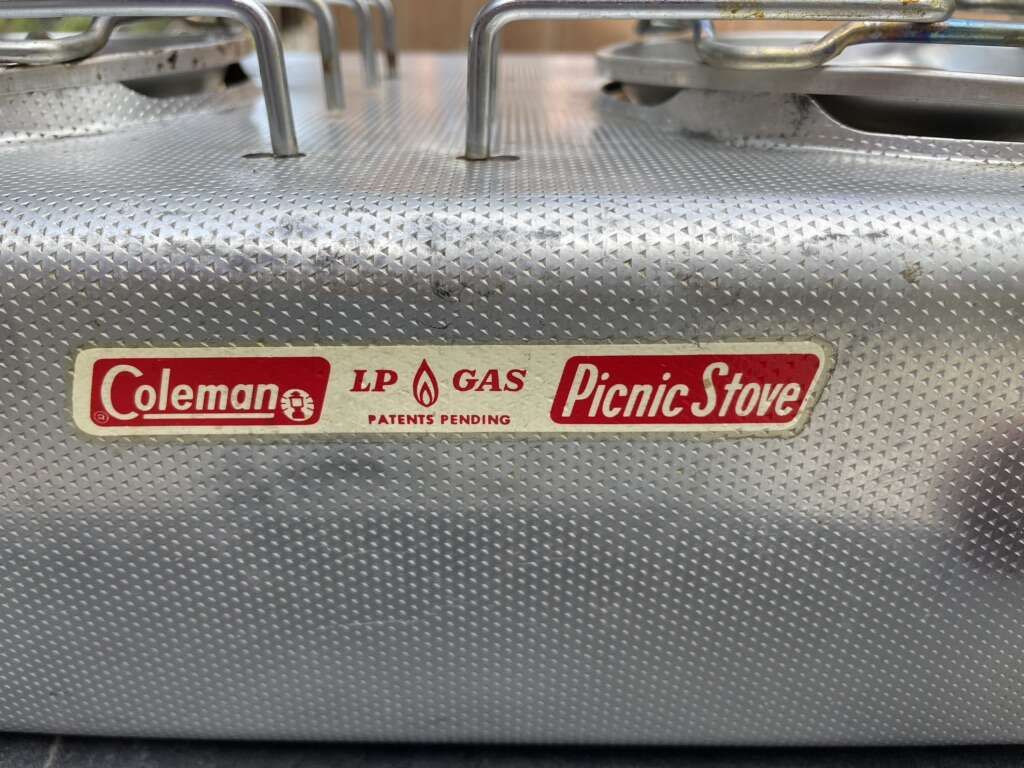 ® Coleman LP GAS Picnic Stove
PATENTS PENDING